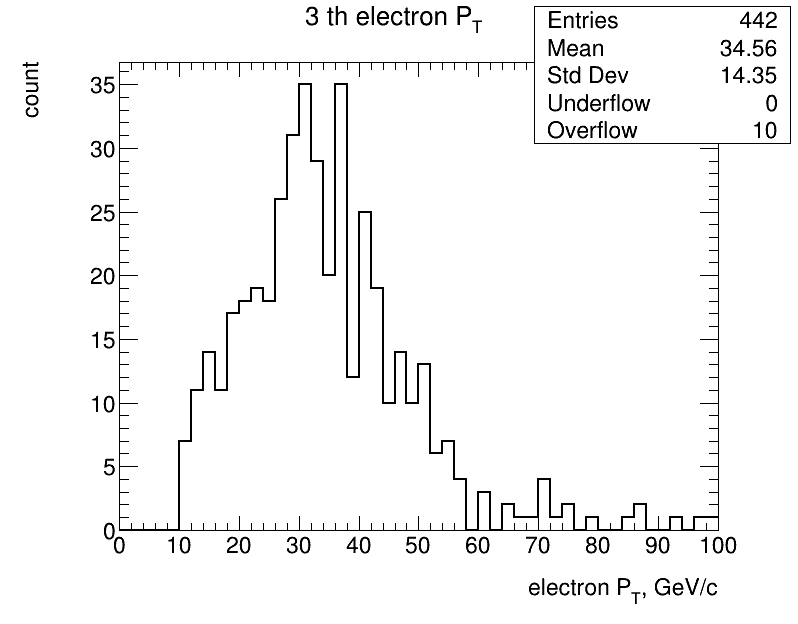 3 th electron PT
Entries 442
Mean 34.56
Std Dev 14.35
Underflow 0
Overflow 10
count
35
30
25
20
15
10
5
0
0 10 20 30 40 50 60 70 80 90 100
electron PT, GeV/c